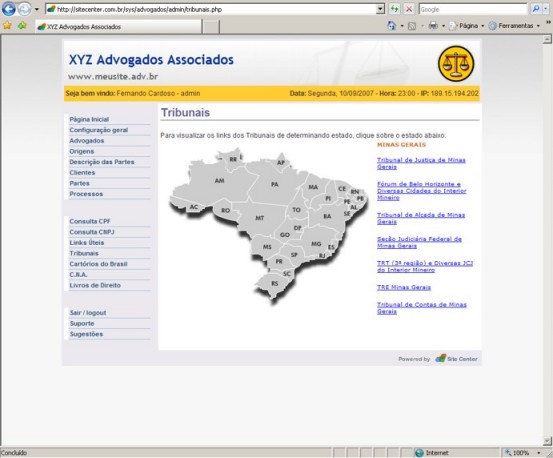 http://sitecenter.com.br/sys/advogados/admin/tribunais.php
Google
XYZ Advogados Associados
Página
Ferramentas
XYZ Advogados Associados
www.meusite.adv.br
Seja bem vindo: Fernando Cardoso - admin
Data: Segunda, 10/09/2007 - Hora: 23:00 - IP: 189.15.194.202
Página Inicial
Configuração geral
Advogados
Origens
Descrição das Partes
Clientes
Partes
Processos
Consulta CPF
Consulta CNPJ
Links Úteis
Tribunais
Cartórios do Brasil
C.N.A.
Livros de Direito
Sair / logout
Suporte
Sugestões
Tribunais
Para visualizar os links dos Tribunais de determinando estado, clique sobre o estado abaixo:
RR
AP
AM
PA
MA
CE
RN
PB
PI
PE
AL
SE
AC
RO
TO
BA
MT
DF
GO
MG
ES
MS
SP
RJ
PR
SC
RS
MINAS GERAIS
Tribunal de Justiça de Minas
Gerais
Fórum de Belo Horizonte e
Diversas Cidades do Interior
Mineiro
Tribunal de Alçada de Minas
Gerais
Seção Judiciária Federal de
Minas Gerais
TRT (3ª região) e Diversas JCJ
do Interior Mineiro
TRE Minas Gerais
Tribunal de Contas de Minas
Gerais
Powered by Site Center
Concluído
Internet
100%